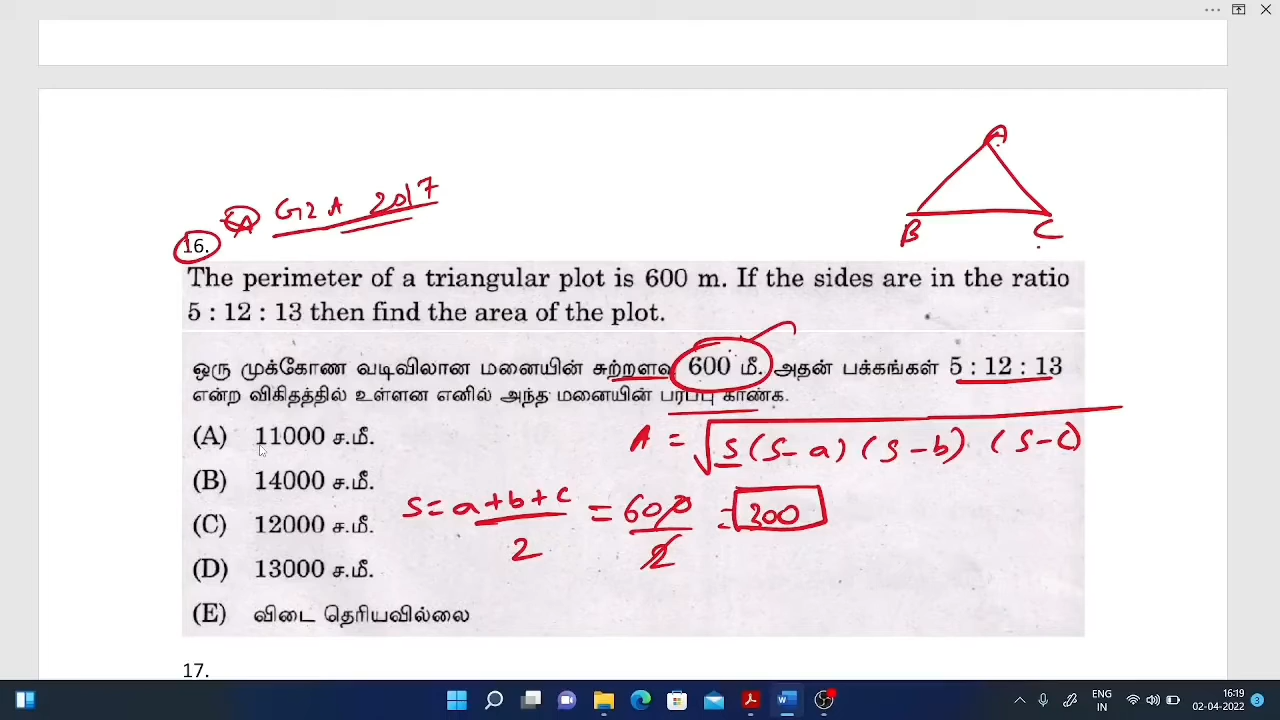 G2 A 2017
A
B C
16.
The perimeter of a triangular plot is 600 m. If the sides are in the ratio
5 : 12 : 13 then find the area of the plot.
ஒரு முக்கோண வடிவிலான மனையின் சுற்றளவு 600 மீ. அதன் பக்கங்கள் 5 : 12 : 13
என்ற விகிதத்தில் உள்ளன எனில் அந்த மனையின் பரப்பு காண்க.
(A) 11000 ச.மீ.
A = √S(S-a)(S-b)(S-C)
(B) 14000 ச.மீ.
S = a+b+c/2 = 600/2 = 300
(C) 12000 ச.மீ.
(D) 13000 ச.மீ.
(E) விடை தெரியவில்லை
17.
ENG
IN
16:19
02-04-2022
3